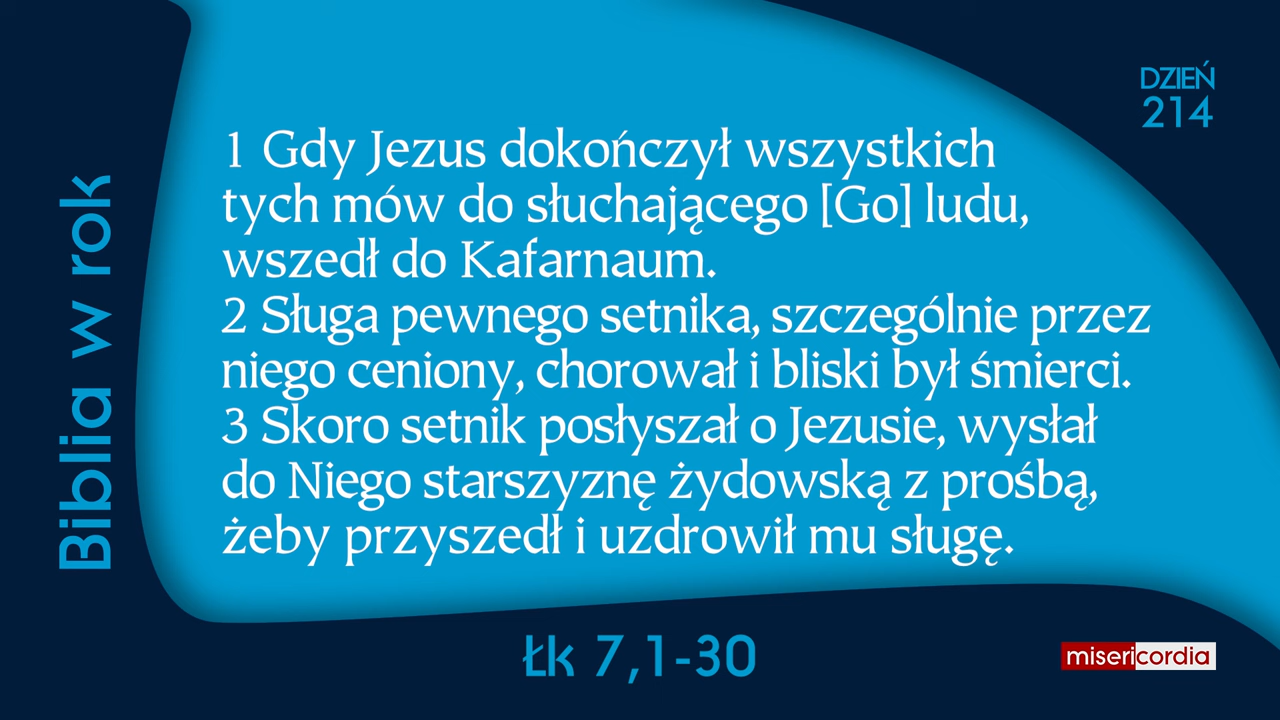 DZIEŃ
214
Biblia w rok
1 Gdy Jezus dokończył wszystkich
tych mów do słuchającego [Go] ludu,
wszedł do Kafarnaum.
2 Sługa pewnego setnika, szczególnie przez
niego ceniony, chorował i bliski był śmierci.
3 Skoro setnik posłyszał o Jezusie, wysłał
do Niego starszyznę żydowską z prośbą,
żeby przyszedł i uzdrowił mu sługę.
Łk 7,1-30
misericordia